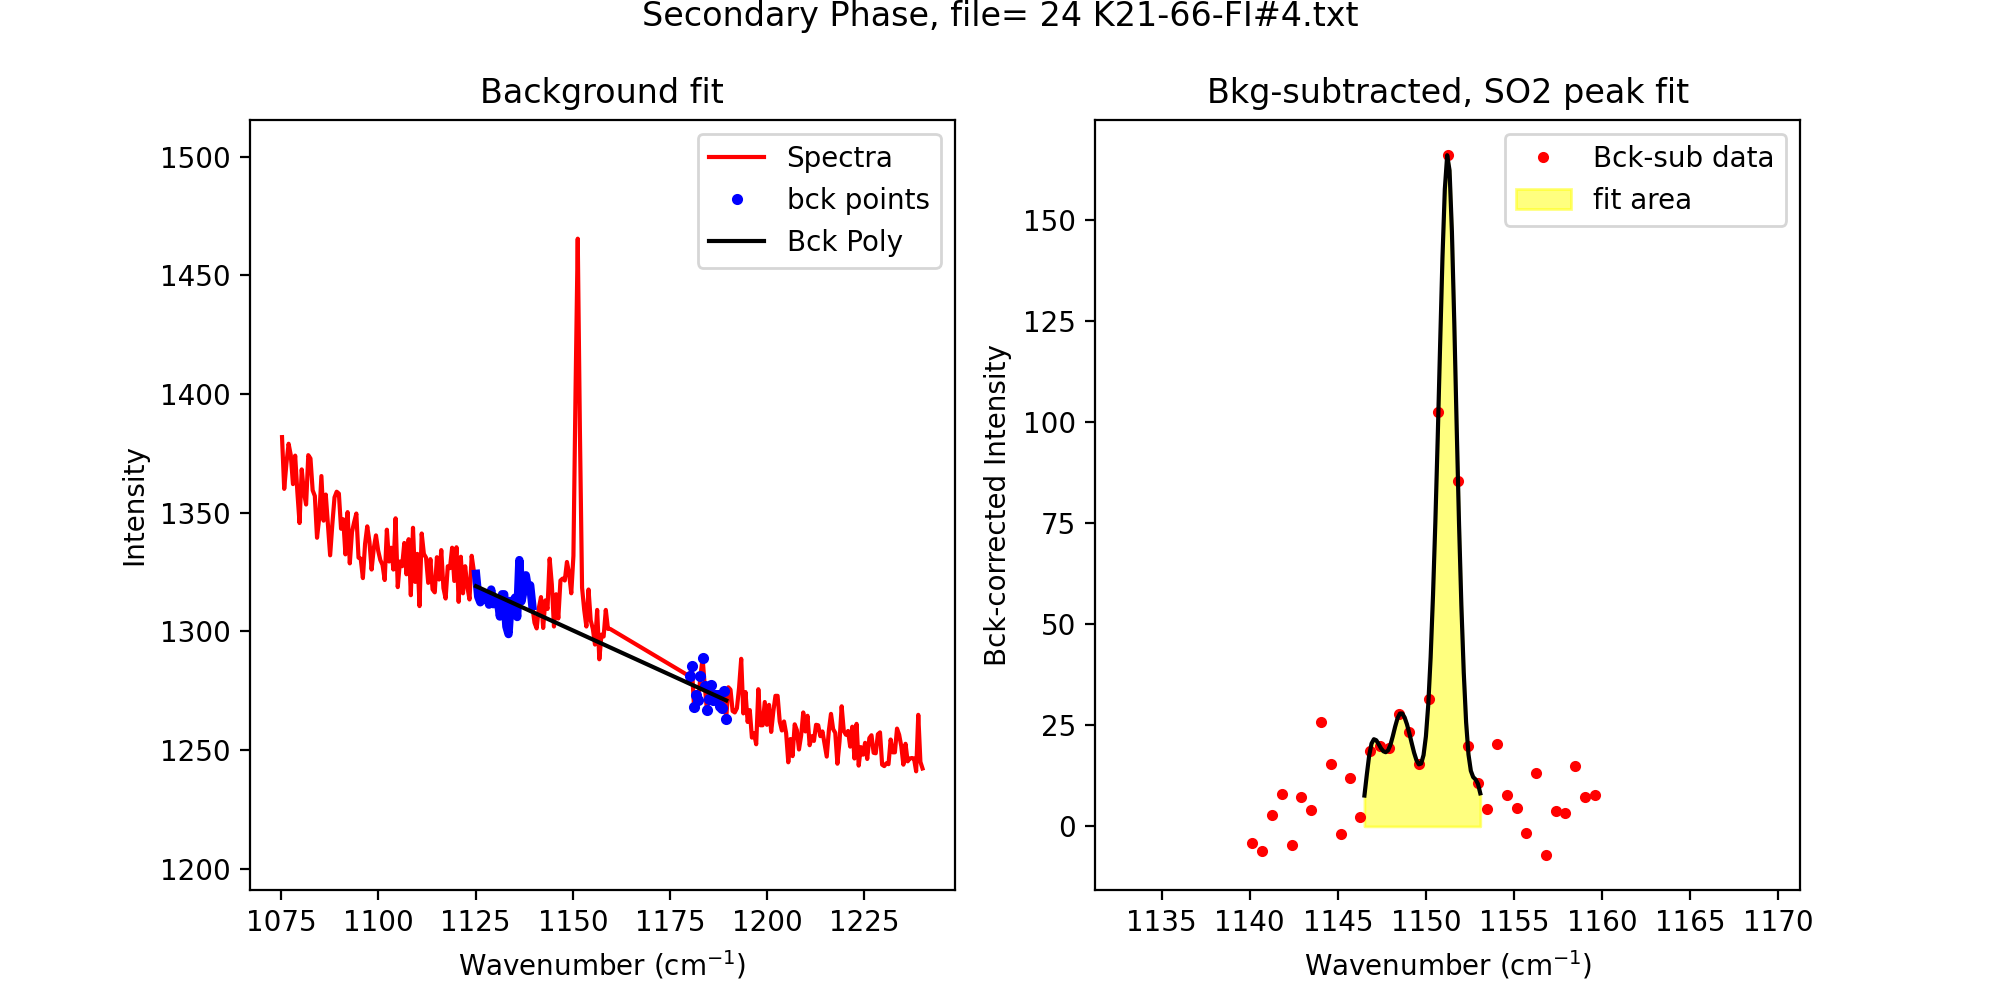 Secondary Phase, file= 24 K21-66-FI#4.txt
Background fit
Spectra
bck points
Bck Poly
1500
1450
1400
1350
1300
1250
1200
Intensity
1075 1100 1125 1150 1175 1200 1225
Wavenumber (cm⁻¹)
Bkg-subtracted, SO2 peak fit
Bck-sub data
fit area
150
125
100
75
50
25
0
Bck-corrected Intensity
1135 1140 1145 1150 1155 1160 1165 1170
Wavenumber (cm⁻¹)